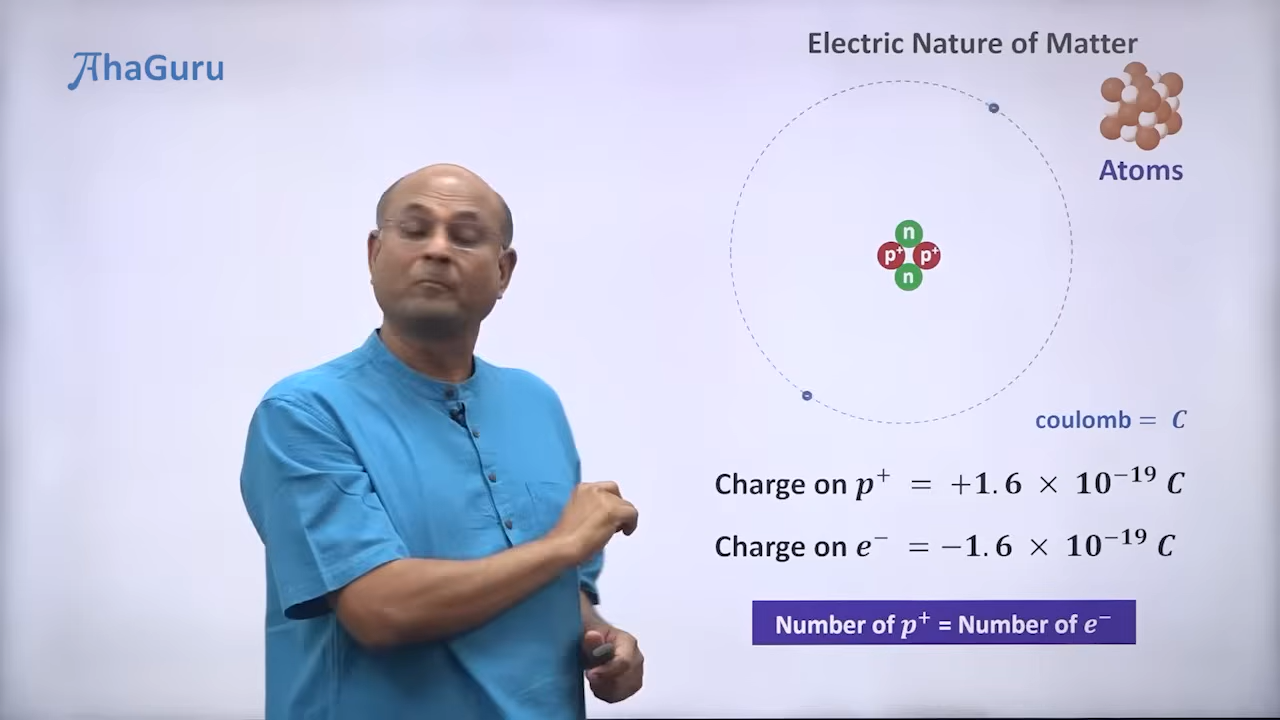 AhaGuru
Electric Nature of Matter
Atoms
n
p⁺ p⁺
n
coulomb = C
Charge on p⁺ = +1.6 × 10⁻¹⁹ C
Charge on e⁻ = −1.6 × 10⁻¹⁹ C
Number of p⁺ = Number of e⁻